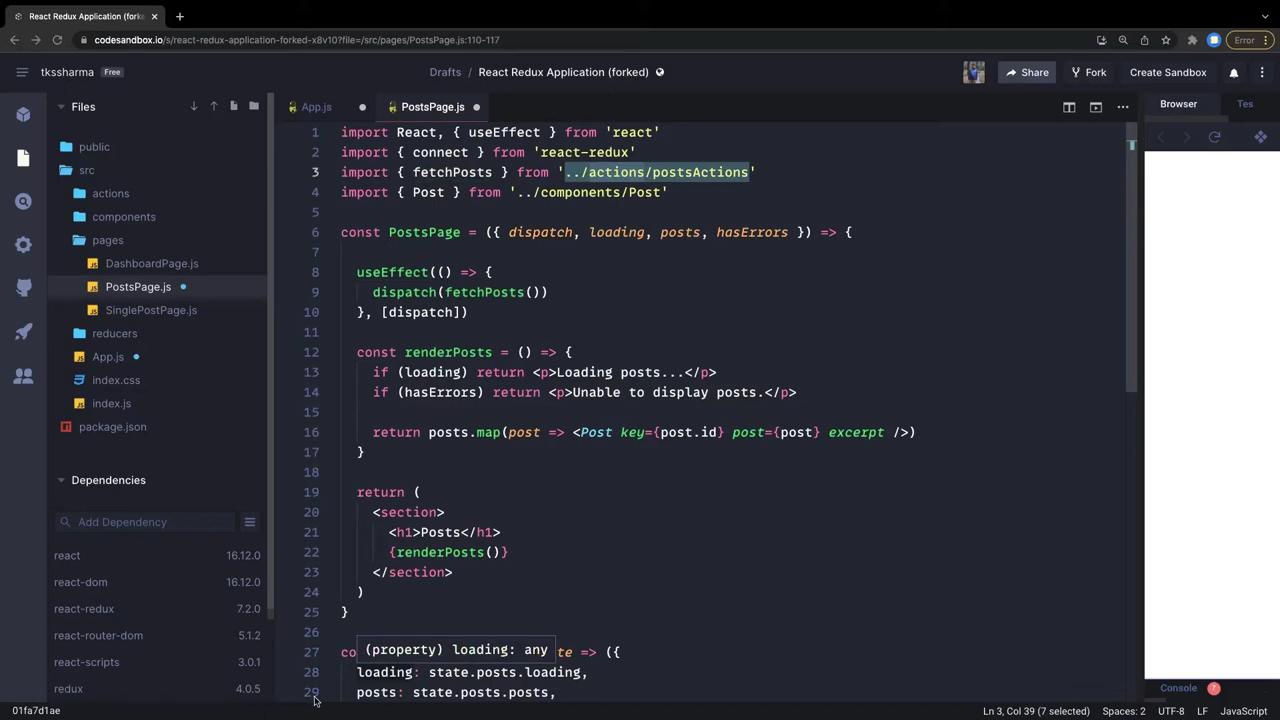 React Redux Application (forked
codesandbox.io/s/react-redux-application-forked-x8v10?file=/src/pages/PostsPage.js:110-117
Error
tkssharma Free
Drafts / React Redux Application (forked)
Share
Fork
Create Sandbox
Files
public
src
actions
components
pages
DashboardPage.js
PostsPage.js
SinglePostPage.js
reducers
App.js
index.css
index.js
package.json
Dependencies
Add Dependency
react 16.12.0
react-dom 16.12.0
react-redux 7.2.0
react-router-dom 5.1.2
react-scripts 3.0.1
redux 4.0.5
01fa7d1ae
App.js
PostsPage.js
1 import React, { useEffect } from 'react'
2 import { connect } from 'react-redux'
3 import { fetchPosts } from '../actions/postsActions'
4 import { Post } from '../components/Post'
5
6 const PostsPage = ({ dispatch, loading, posts, hasErrors }) => {
7
8 useEffect(() => {
9 dispatch(fetchPosts())
10 }, [dispatch])
11
12 const renderPosts = () => {
13 if (loading) return <p>Loading posts...</p>
14 if (hasErrors) return <p>Unable to display posts.</p>
15
16 return posts.map(post => <Post key={post.id} post={post} excerpt />)
17 }
18
19 return (
20 <section>
21 <h1>Posts</h1>
22 {renderPosts()}
23 </section>
24 )
25 }
26
(property) loading: any
27 co te => ({
28 loading: state.posts.loading,
29 posts: state.posts.posts,
Browser
Tes
Console 7
Ln 3, Col 39 (7 selected) Spaces: 2 UTF-8 LF JavaScript